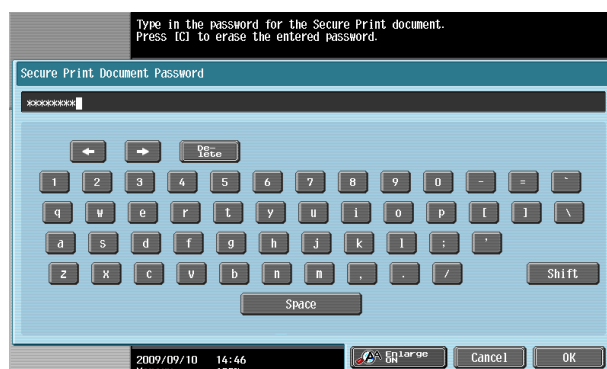 Type in the password for the Secure Print document.
Press [C] to erase the entered password.
Secure Print Document Password
********
← → De-lete
1 2 3 4 5 6 7 8 9 0 - = `
q w e r t y u i o p [ ] \
a s d f g h j k l ; '
z x c v b n m , . / Shift
Space
2009/09/10 14:46
AA Enlarge ON Cancel OK